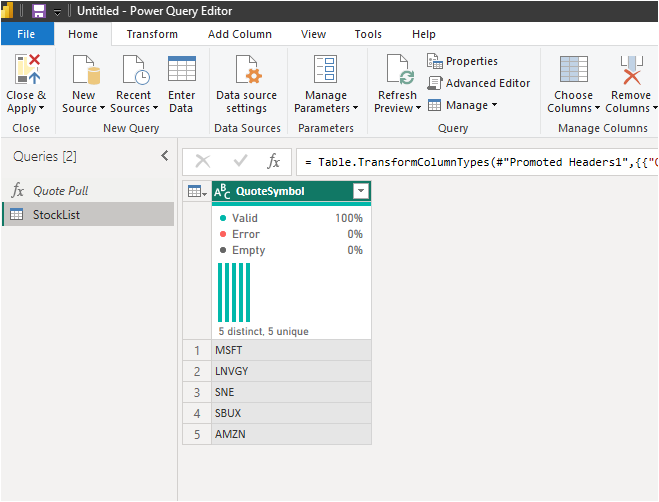 Untitled - Power Query Editor
File Home Transform Add Column View Tools Help
Close & Apply New Source Recent Sources Enter Data Data source settings Manage Parameters Refresh Preview Properties Advanced Editor Manage Choose Columns Remove Columns
Close New Query Data Sources Parameters Query Manage Columns
Queries [2]
fx = Table.TransformColumnTypes(#"Promoted Headers1",{{"
fx Quote Pull
StockList
ABC QuoteSymbol
Valid 100%
Error 0%
Empty 0%
5 distinct, 5 unique
1 MSFT
2 LNVGY
3 SNE
4 SBUX
5 AMZN